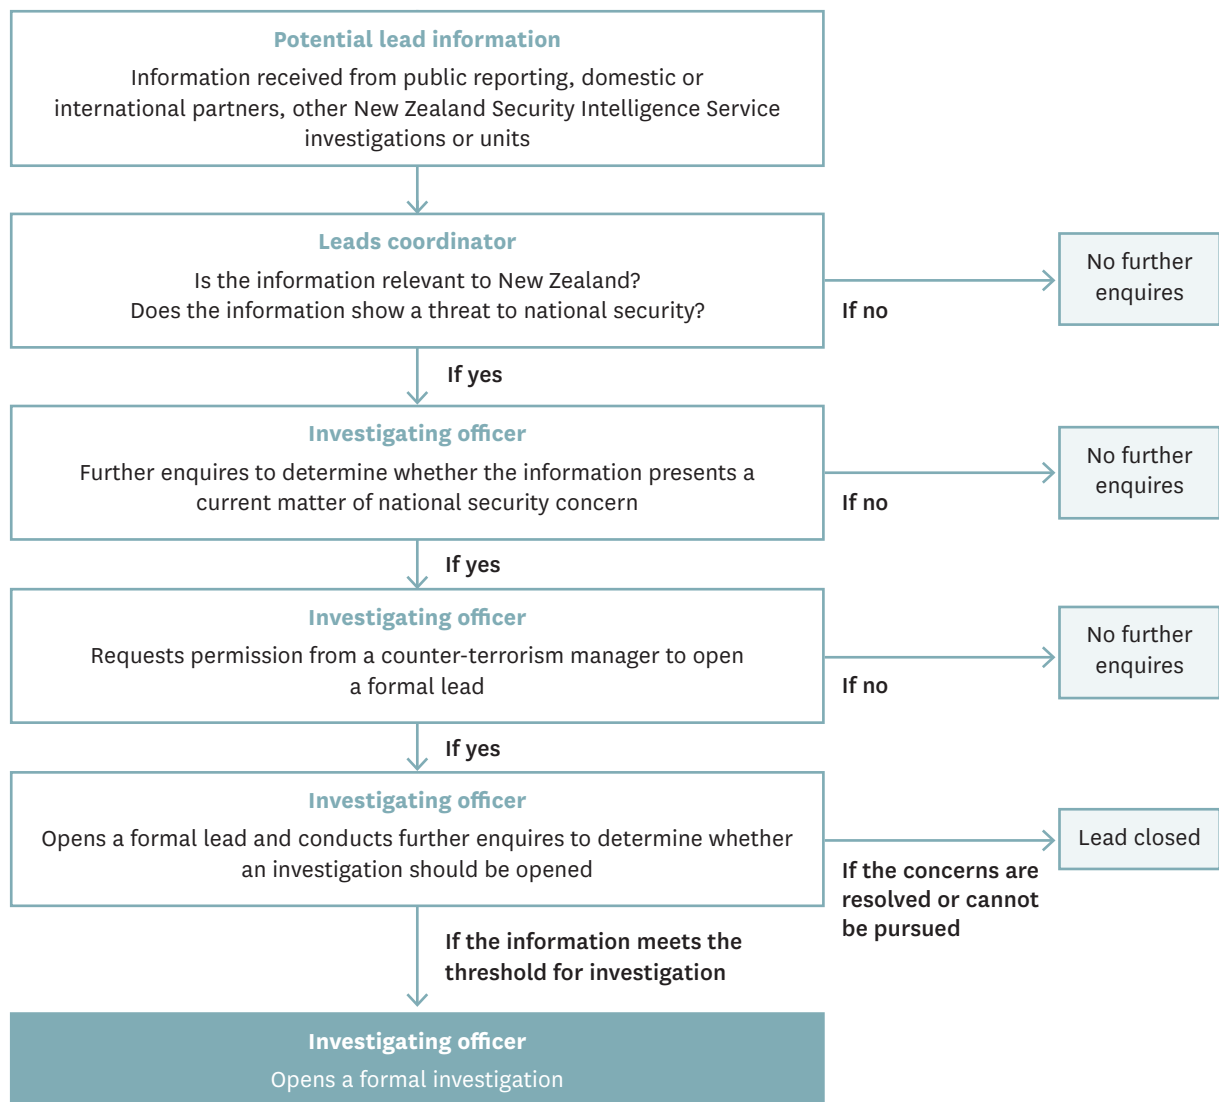 Potential lead information
Information received from public reporting, domestic or
international partners, other New Zealand Security Intelligence Service
investigations or units
Leads coordinator
Is the information relevant to New Zealand?
Does the information show a threat to national security?
If no
No further
enquires
If yes
Investigating officer
Further enquires to determine whether the information presents a
current matter of national security concern
If no
No further
enquires
If yes
Investigating officer
Requests permission from a counter-terrorism manager to open
a formal lead
If no
No further
enquires
If yes
Investigating officer
Opens a formal lead and conducts further enquires to determine whether
an investigation should be opened
If the concerns are
resolved or cannot
be pursued
Lead closed
If the information meets the
threshold for investigation
Investigating officer
Opens a formal investigation